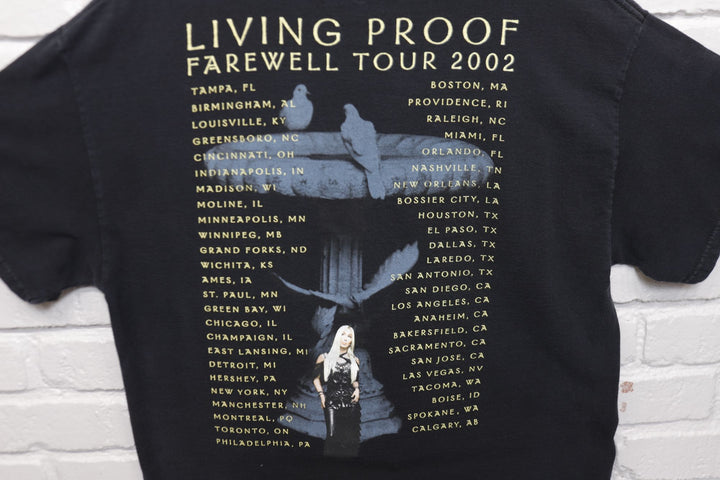 LIVING PROOF
FAREWELL TOUR 2002
TAMPA, FL
BIRMINGHAM, AL
LOUISVILLE, KY
GREENSBORO, NC
CINCINNATI, OH
INDIANAPOLIS, IN
MADISON, WI
MOLINE, IL
MINNEAPOLIS, MN
WINNIPEG, MB
GRAND FORKS, ND
WICHITA, KS
AMES, IA
ST. PAUL, MN
GREEN BAY, WI
CHICAGO, IL
CHAMPAIGN, IL
EAST LANSING, MI
DETROIT, MI
HERSHEY, PA
NEW YORK, NY
MANCHESTER, NH
MONTREAL, PQ
TORONTO, ON
PHILADELPHIA, PA
BOSTON, MA
PROVIDENCE, RI
RALEIGH, NC
MIAMI, FL
ORLANDO, FL
NASHVILLE, TN
NEW ORLEANS, LA
BOSSIER CITY, LA
HOUSTON, TX
EL PASO, TX
DALLAS, TX
LAREDO, TX
SAN ANTONIO, TX
SAN DIEGO, CA
LOS ANGELES, CA
ANAHEIM, CA
BAKERSFIELD, CA
SACRAMENTO, CA
SAN JOSE, CA
LAS VEGAS, NV
TACOMA, WA
BOISE, ID
SPOKANE, WA
CALGARY, AB